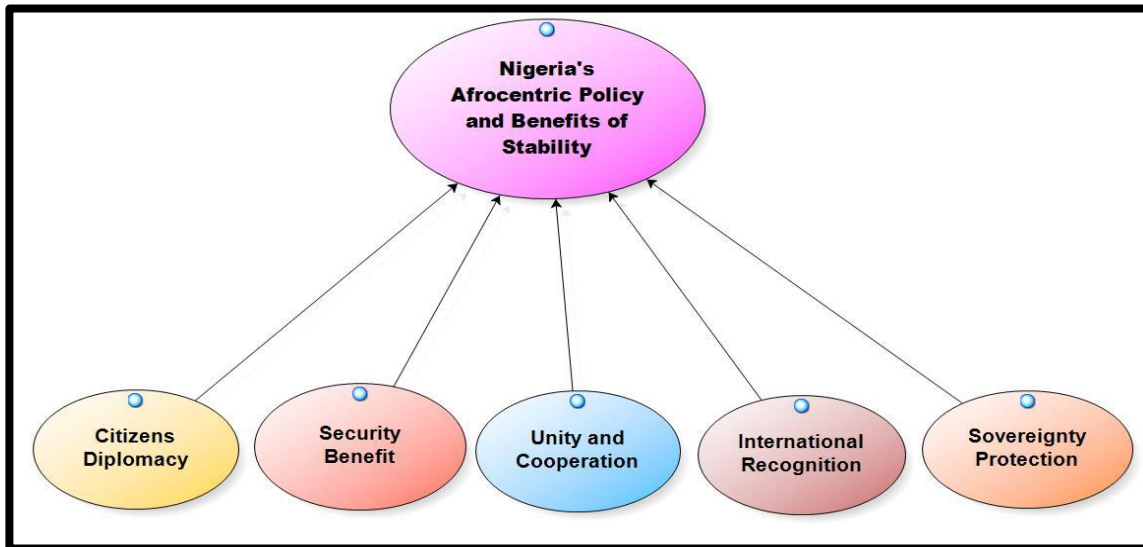 Nigeria's
Afrocentric Policy
and Benefits of
Stability
Citizens
Diplomacy
Security
Benefit
Unity and
Cooperation
International
Recognition
Sovereignty
Protection